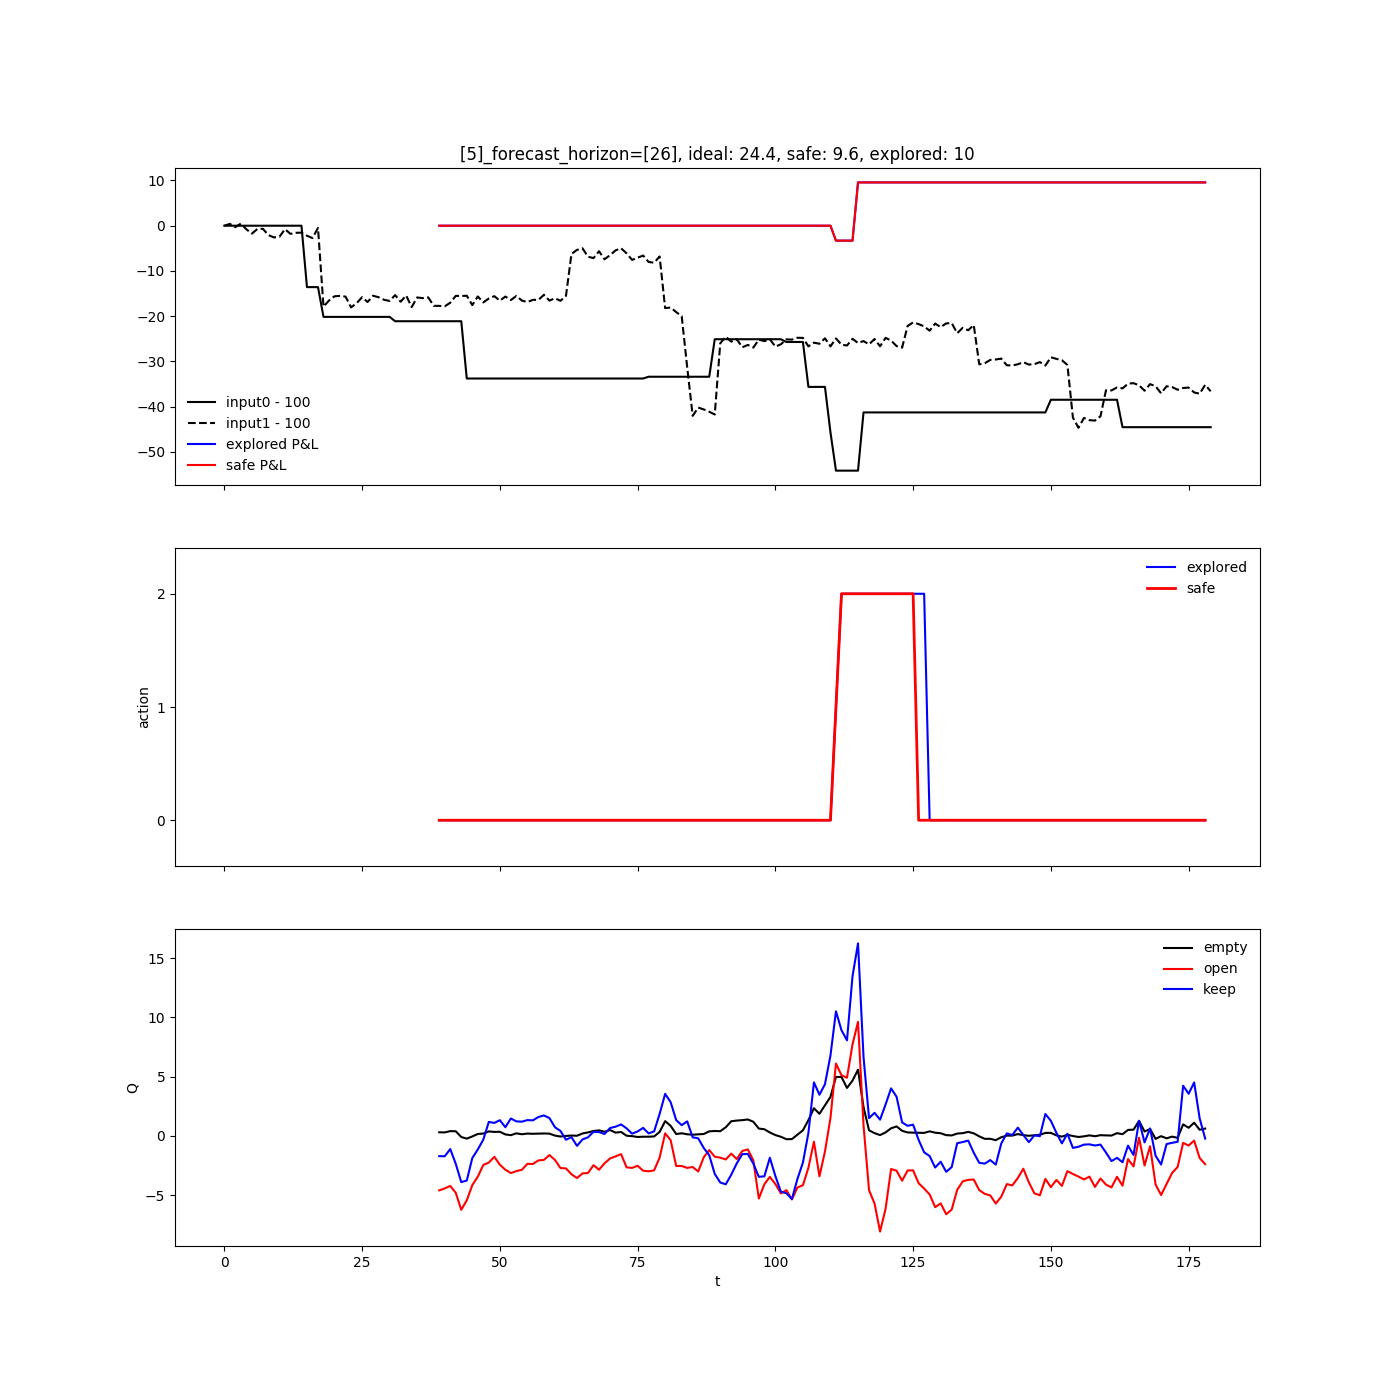 [5]_forecast_horizon=[26], ideal: 24.4, safe: 9.6, explored: 10
10
0
−10
−20
−30
−40
−50
input0 - 100
input1 - 100
explored P&L
safe P&L
action
2
1
0
explored
safe
Q
15
10
5
0
−5
empty
open
keep
0 25 50 75 100 125 150 175
t